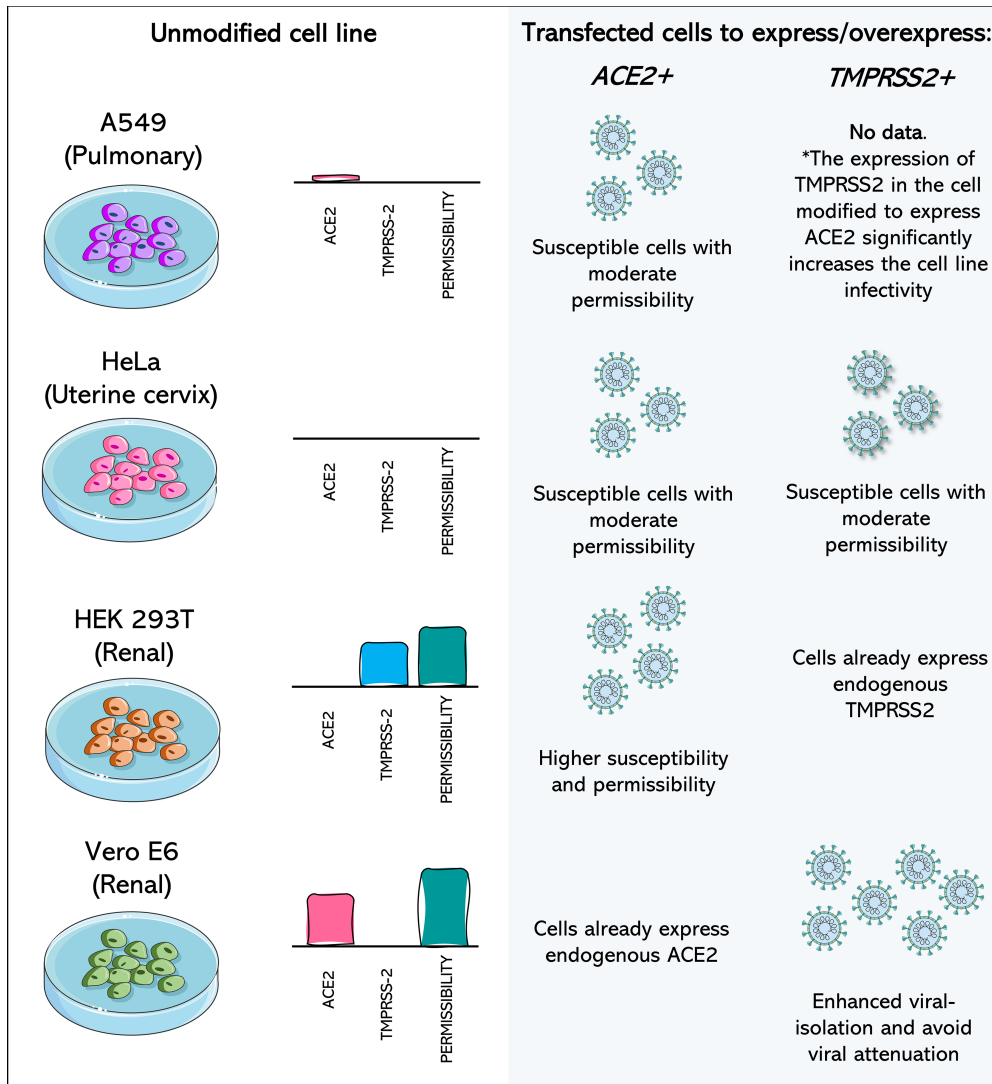 Unmodified cell line
Transfected cells to express/overexpress:
ACE2+
TMPRSS2+
A549
(Pulmonary)
ACE2
TMPRSS-2
PERMISSIBILITY
Susceptible cells with
moderate
permissibility
No data.
*The expression of
TMPRSS2 in the cell
modified to express
ACE2 significantly
increases the cell line
infectivity
HeLa
(Uterine cervix)
ACE2
TMPRSS-2
PERMISSIBILITY
Susceptible cells with
moderate
permissibility
Susceptible cells with
moderate
permissibility
HEK 293T
(Renal)
ACE2
TMPRSS-2
PERMISSIBILITY
Higher susceptibility
and permissibility
Cells already express
endogenous
TMPRSS2
Vero E6
(Renal)
ACE2
TMPRSS-2
PERMISSIBILITY
Cells already express
endogenous ACE2
Enhanced viral-
isolation and avoid
viral attenuation